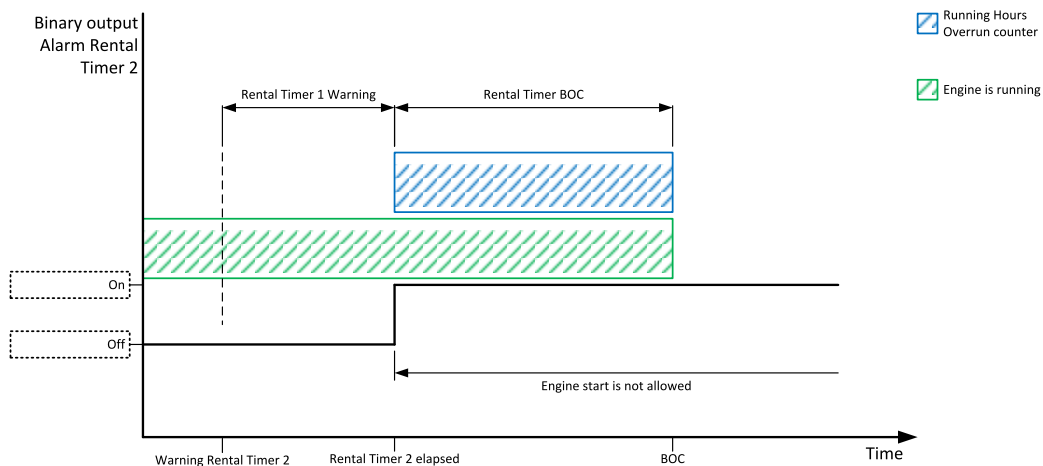 Binary output
Alarm Rental
Timer 2
Running Hours
Overrun counter
Engine is running
Rental Timer 1 Warning
Rental Timer BOC
On
Off
Engine start is not allowed
Time
Warning Rental Timer 2
Rental Timer 2 elapsed
BOC